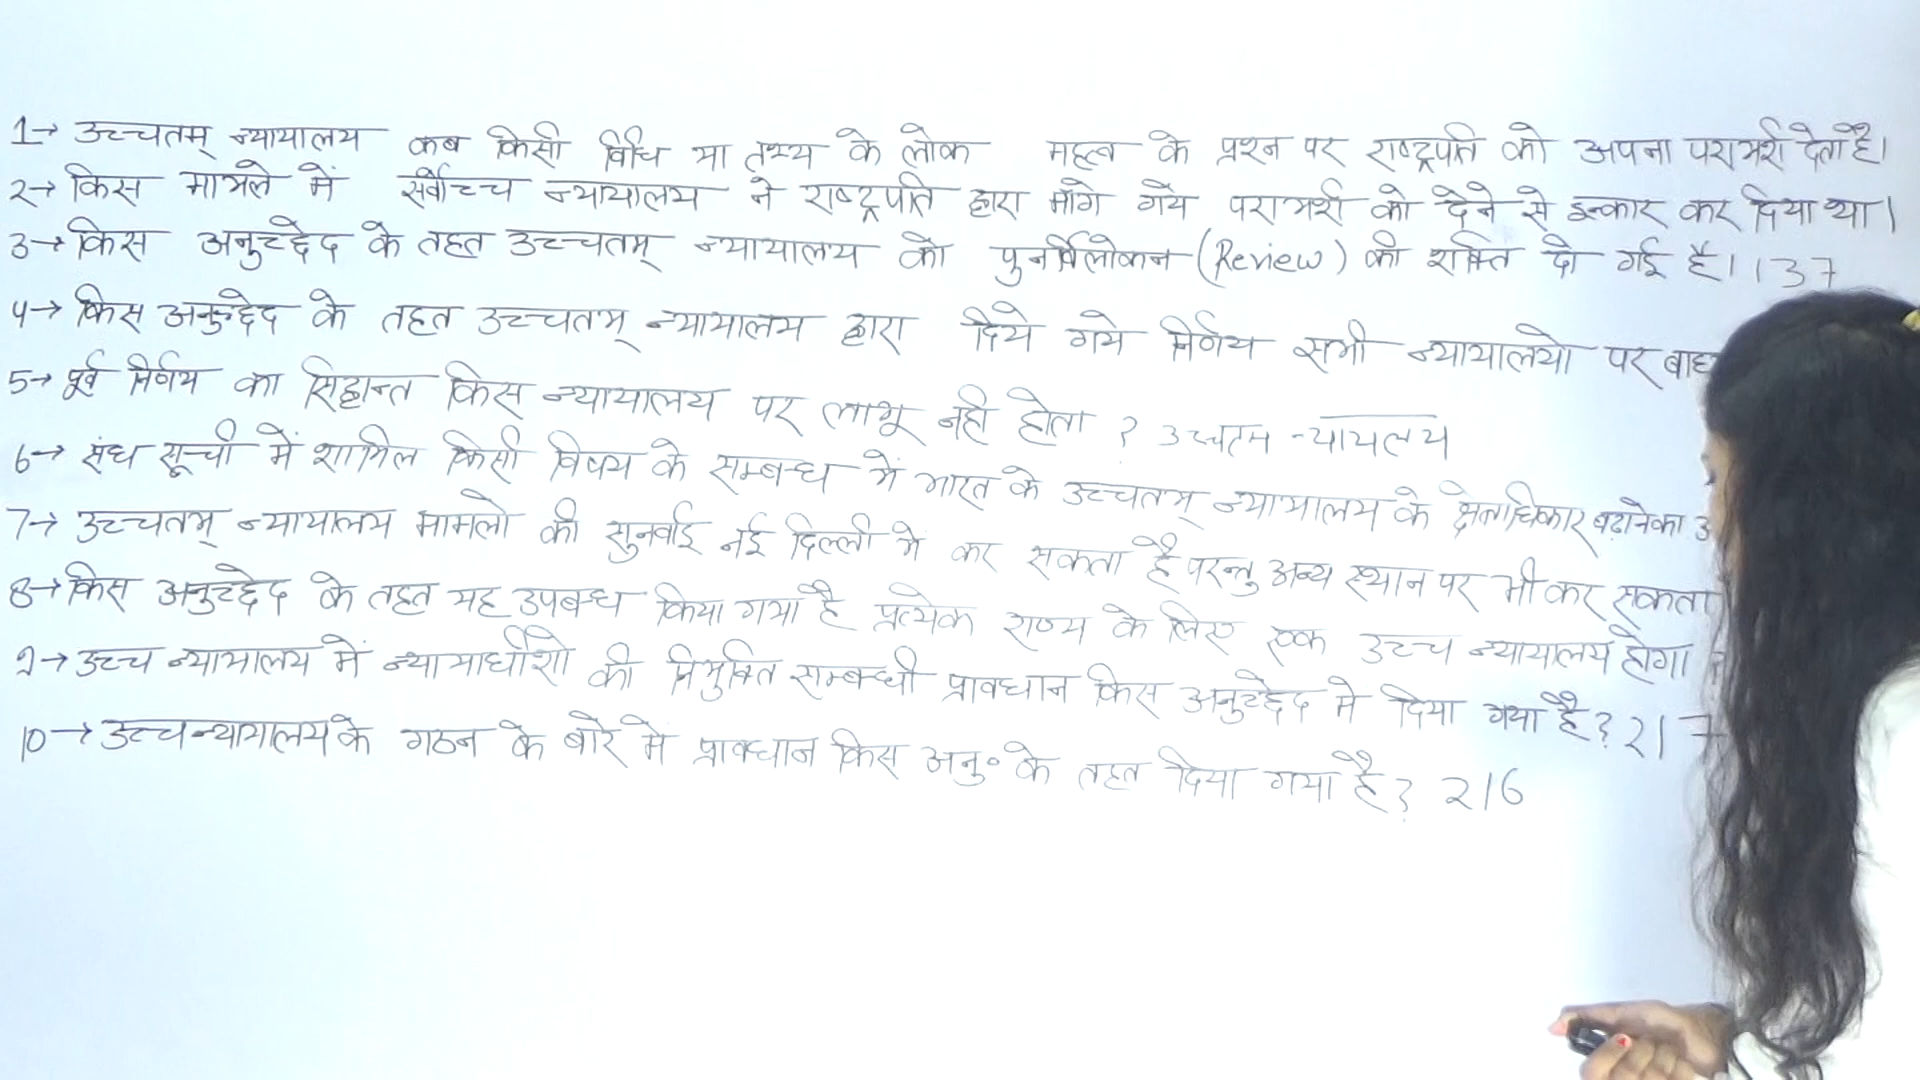 1→ उच्चतम् न्यायालय कब किसी विधि या तथ्य के लोक महत्व के प्रश्न पर राष्ट्रपति को अपना परामर्श देता है।
2→ किस मामले में सर्वोच्च न्यायालय ने राष्ट्रपति द्वारा माँगे गये परामर्श को देने से इन्कार कर दिया था।
3→ किस अनुच्छेद के तहत उच्चतम् न्यायालय को पुनर्विलोकन (Review) की शक्ति दी गई है। 137
4→ किस अनुच्छेद के तहत उच्चतम् न्यायालय द्वारा दिये गये निर्णय सभी न्यायालयो पर
5→ पूर्व निर्णय का सिद्धान्त किस न्यायालय पर लागू नही होता ? उच्चतम न्यायलय
6→ संघ सूची में शामिल किसी विषय के सम्बन्ध में भारत के उच्चतम् न्यायालय के क्षेत्राधिकार बढ़ाने का
7→ उच्चतम् न्यायालय मामलो की सुनवाई नई दिल्ली में कर सकता है परन्तु अन्य स्थान पर भी कर सकता
8→ किस अनुच्छेद के तहत यह उपबन्ध किया गया है प्रत्येक राज्य के लिए एक उच्च न्यायालय होगा
9→ उच्च न्यायालय में न्यायाधीशो की नियुक्ति सम्बन्धी प्रावधान किस अनुच्छेद मे दिया गया है? 217
10→ उच्च न्यायालय के गठन के बारे में प्रावधान किस अनु॰ के तहत दिया गया है? 216